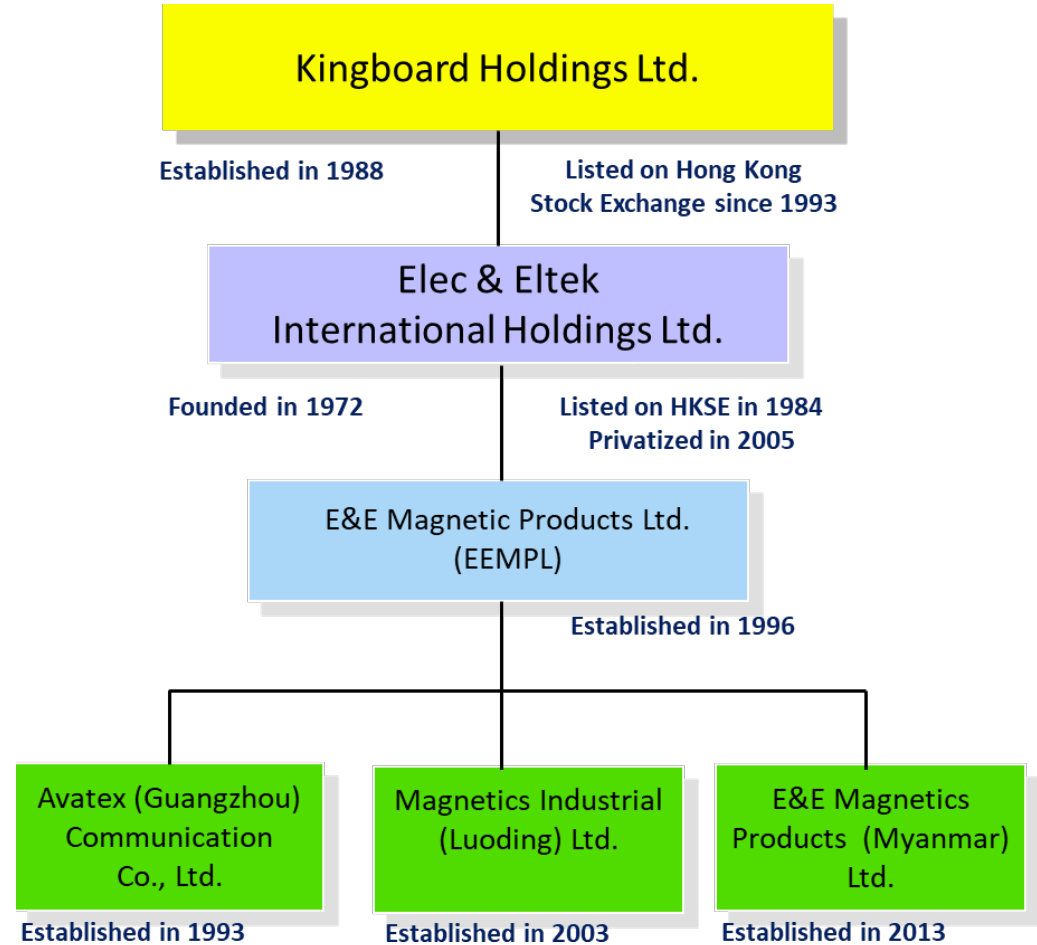 Kingboard Holdings Ltd.
Established in 1988
Listed on Hong Kong
Stock Exchange since 1993
Elec & Eltek
International Holdings Ltd.
Founded in 1972
Listed on HKSE in 1984
Privatized in 2005
E&E Magnetic Products Ltd.
(EEMPL)
Established in 1996
Avatex (Guangzhou)
Communication
Co., Ltd.
Established in 1993
Magnetics Industrial
(Luoding) Ltd.
Established in 2003
E&E Magnetics
Products (Myanmar)
Ltd.
Established in 2013